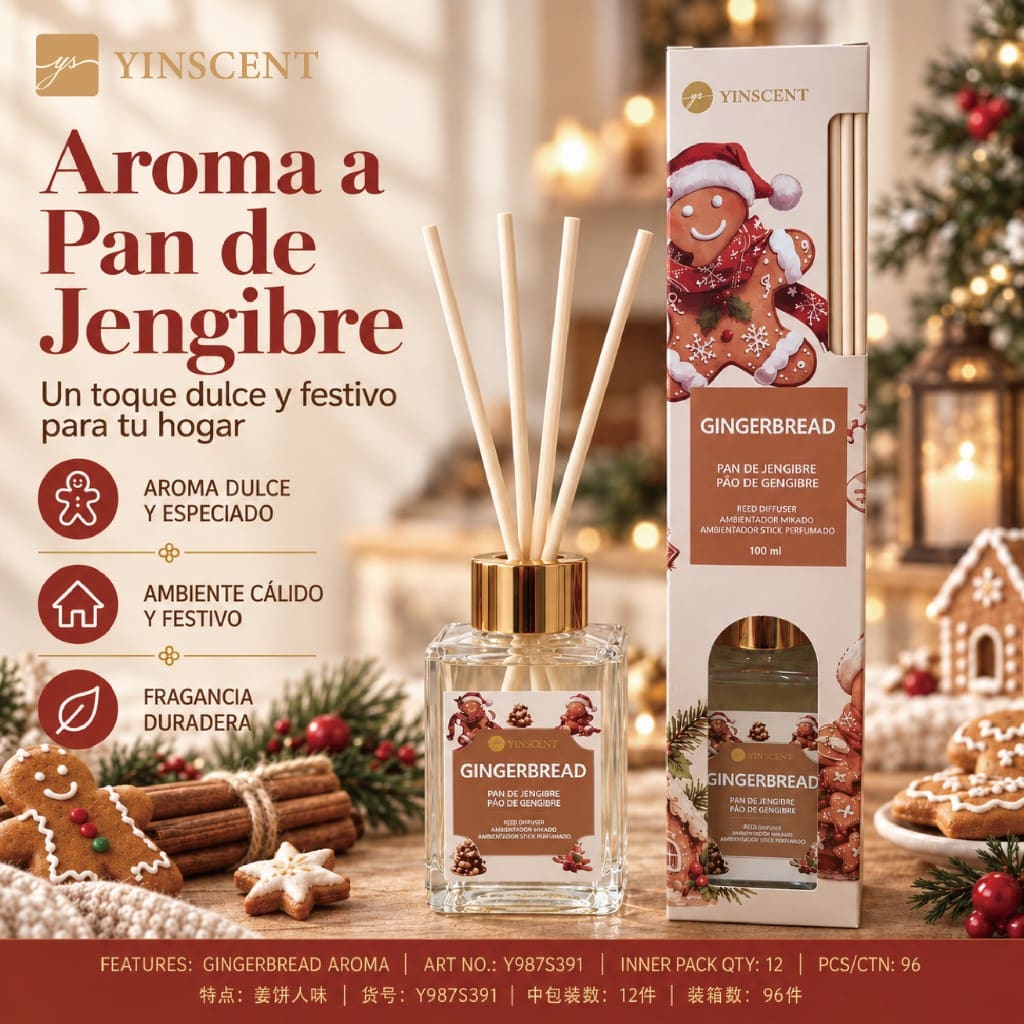 ys YINSCENT
Aroma a
Pan de
Jengibre
Un toque dulce y festivo
para tu hogar
AROMA DULCE
Y ESPECIADO
AMBIENTE CÁLIDO
Y FESTIVO
FRAGANCIA
DURADERA
ys YINSCENT
GINGERBREAD
PAN DE JENGIBRE
PÃO DE GENGIBRE
REED DIFFUSER
AMBIENTADOR MIKADO
AMBIENTADOR STICK PERFUMADO
100 ml
YINSCENT
GINGERBREAD
PAN DE JENGIBRE
PÃO DE GENGIBRE
REED DIFFUSER
AMBIENTADOR MIKADO
AMBIENTADOR STICK PERFUMADO
YINSCENT
GINGERBREAD
PAN DE JENGIBRE
PÃO DE GENGIBRE
REED DIFFUSER
AMBIENTADOR MIKADO
AMBIENTADOR STICK PERFUMADO
FEATURES: GINGERBREAD AROMA | ART NO.: Y987S391 | INNER PACK QTY: 12 | PCS/CTN: 96
特点：姜饼人味 | 货号：Y987S391 | 中包装数：12件 | 装箱数：96件